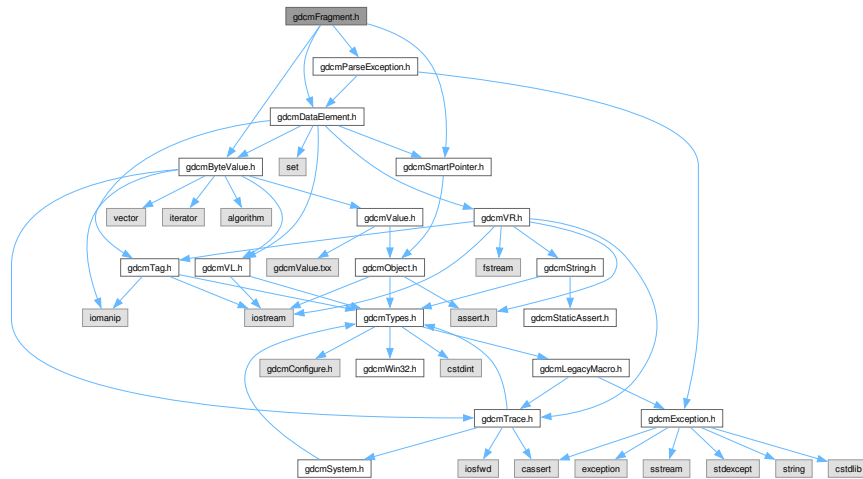 gdcmFragment.h
gdcmParseException.h
gdcmDataElement.h
gdcmByteValue.h
set
gdcmSmartPointer.h
vector
iterator
algorithm
gdcmValue.h
gdcmVR.h
gdcmTag.h
gdcmVL.h
gdcmValue.txx
gdcmObject.h
fstream
gdcmString.h
iomanip
iostream
gdcmTypes.h
assert.h
gdcmStaticAssert.h
gdcmConfigure.h
gdcmWin32.h
cstdint
gdcmLegacyMacro.h
gdcmTrace.h
gdcmException.h
gdcmSystem.h
iosfwd
cassert
exception
sstream
stdexcept
string
cstdlib